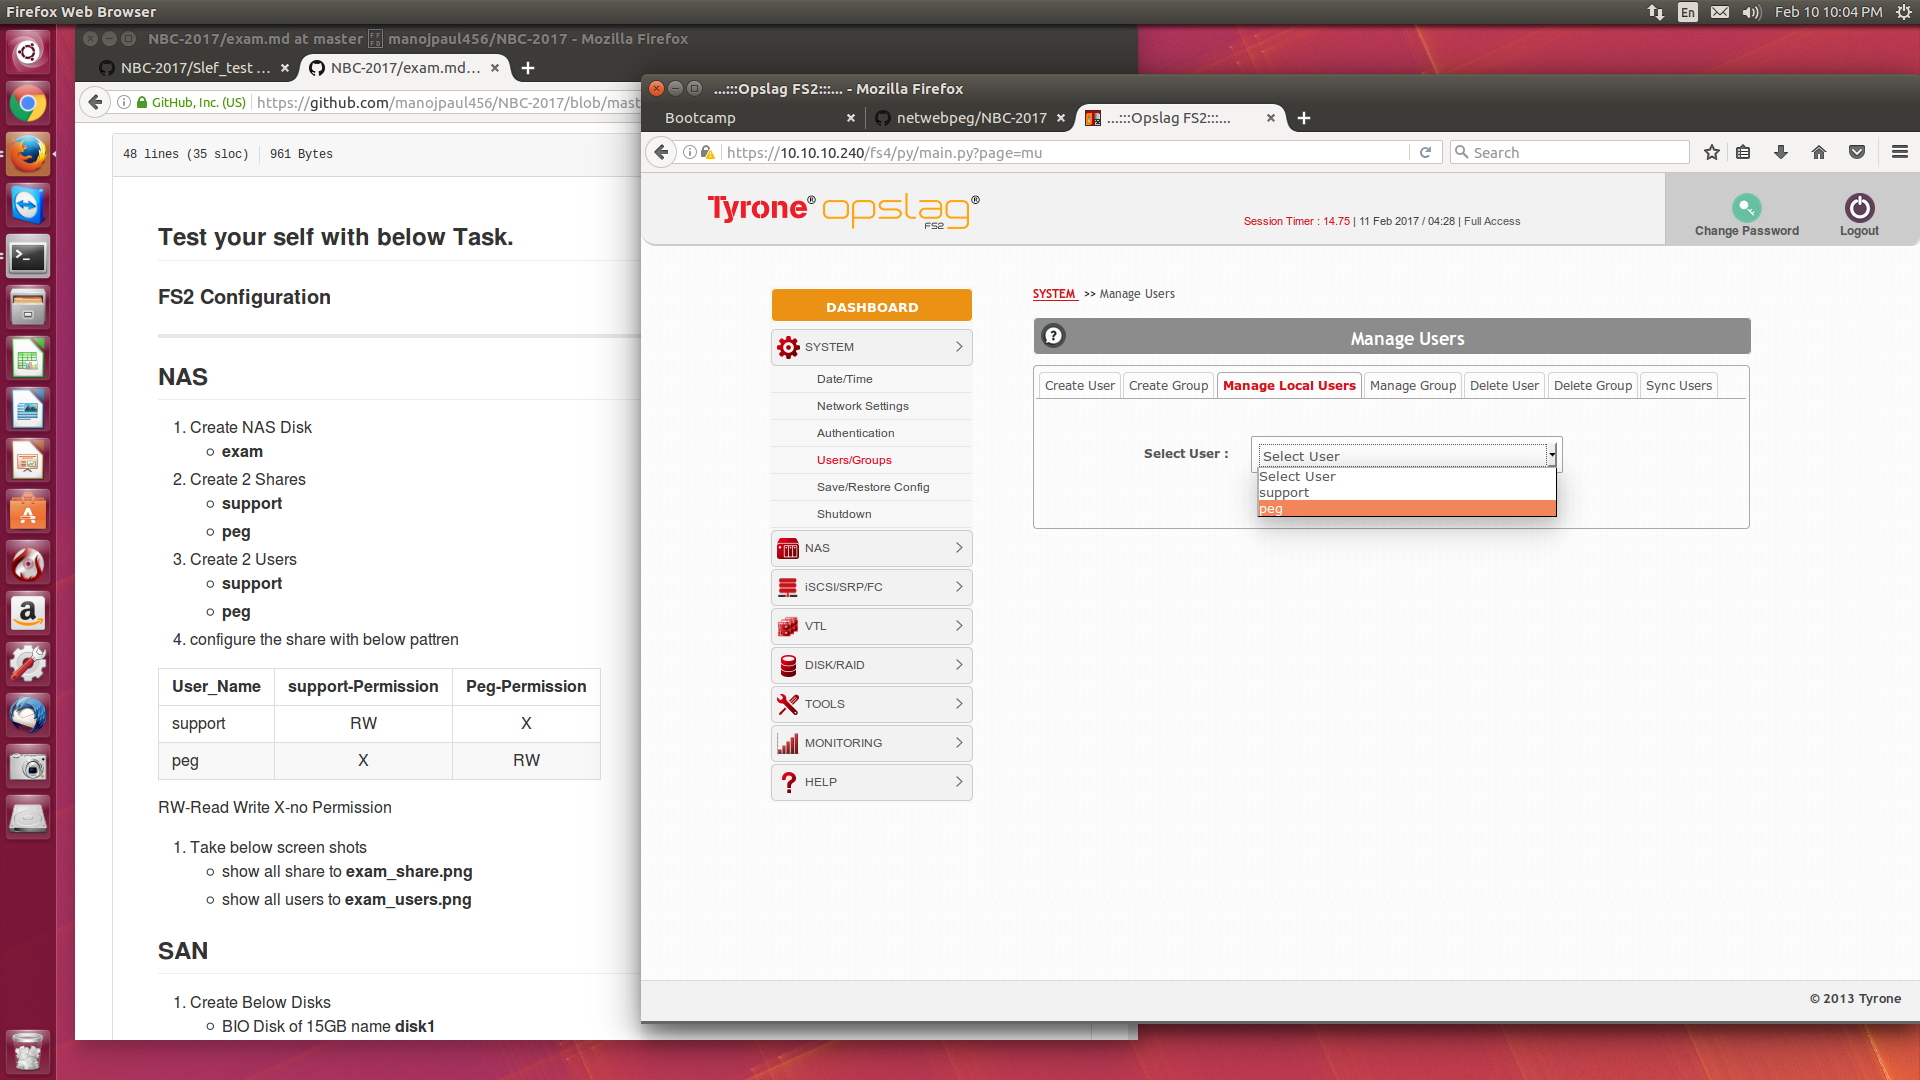 Firefox Web Browser
En
Feb 10 10:04 PM
NBC-2017/exam.md at master · manojpaul456/NBC-2017 - Mozilla Firefox
NBC-2017/Slef_test ...
NBC-2017/exam.md...
GitHub, Inc. (US)
https://github.com/manojpaul456/NBC-2017/blob/mast
48 lines (35 sloc)
961 Bytes
Test your self with below Task.
FS2 Configuration
NAS
1. Create NAS Disk
exam
2. Create 2 Shares
support
peg
3. Create 2 Users
support
peg
4. configure the share with below pattren
User_Name support-Permission Peg-Permission
support RW X
peg X RW
RW-Read Write X-no Permission
1. Take below screen shots
show all share to exam_share.png
show all users to exam_users.png
SAN
1. Create Below Disks
BIO Disk of 15GB name disk1
...:::Opslag FS2:::... - Mozilla Firefox
Bootcamp
netwebpeg/NBC-2017
...:::Opslag FS2:::...
https://10.10.10.240/fs4/py/main.py?page=mu
Search
Tyrone® opslag®
FS2
Session Timer : 14.75 | 11 Feb 2017 / 04:28 | Full Access
Change Password
Logout
DASHBOARD
SYSTEM
Date/Time
Network Settings
Authentication
Users/Groups
Save/Restore Config
Shutdown
NAS
iSCSI/SRP/FC
VTL
DISK/RAID
TOOLS
MONITORING
HELP
SYSTEM >> Manage Users
Manage Users
Create User
Create Group
Manage Local Users
Manage Group
Delete User
Delete Group
Sync Users
Select User :
Select User
Select User
support
peg
© 2013 Tyrone